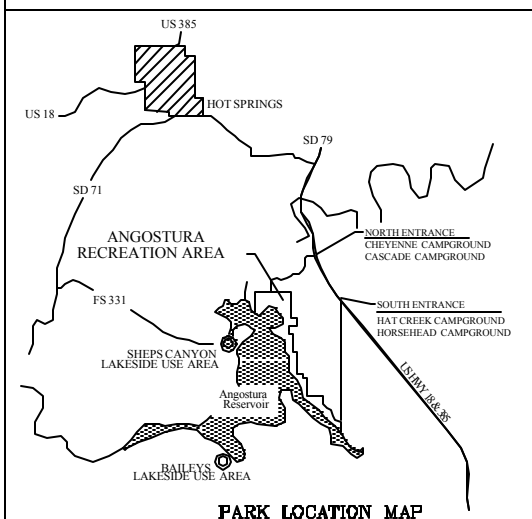 US 385
HOT SPRINGS
US 18
SD 79
SD 71
NORTH ENTRANCE
CHEYENNE CAMPGROUND
CASCADE CAMPGROUND
ANGOSTURA
RECREATION AREA
FS 331
SOUTH ENTRANCE
HAT CREEK CAMPGROUND
HORSEHEAD CAMPGROUND
SHEPS CANYON
LAKESIDE USE AREA
US HWY 18 & 385
Angostura
Reservoir
BAILEYS
LAKESIDE USE AREA
PARK LOCATION MAP